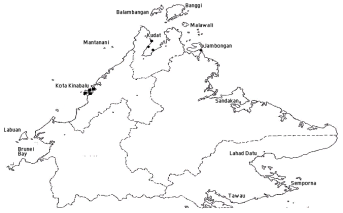 Banggi
Balambangan
Malawali
Kudat
Mantanani
Jambongan
Kota Kinabalu
Sandakan
Labuan
Brunei
Bay
Lahad Datu
Semporna
Tawau